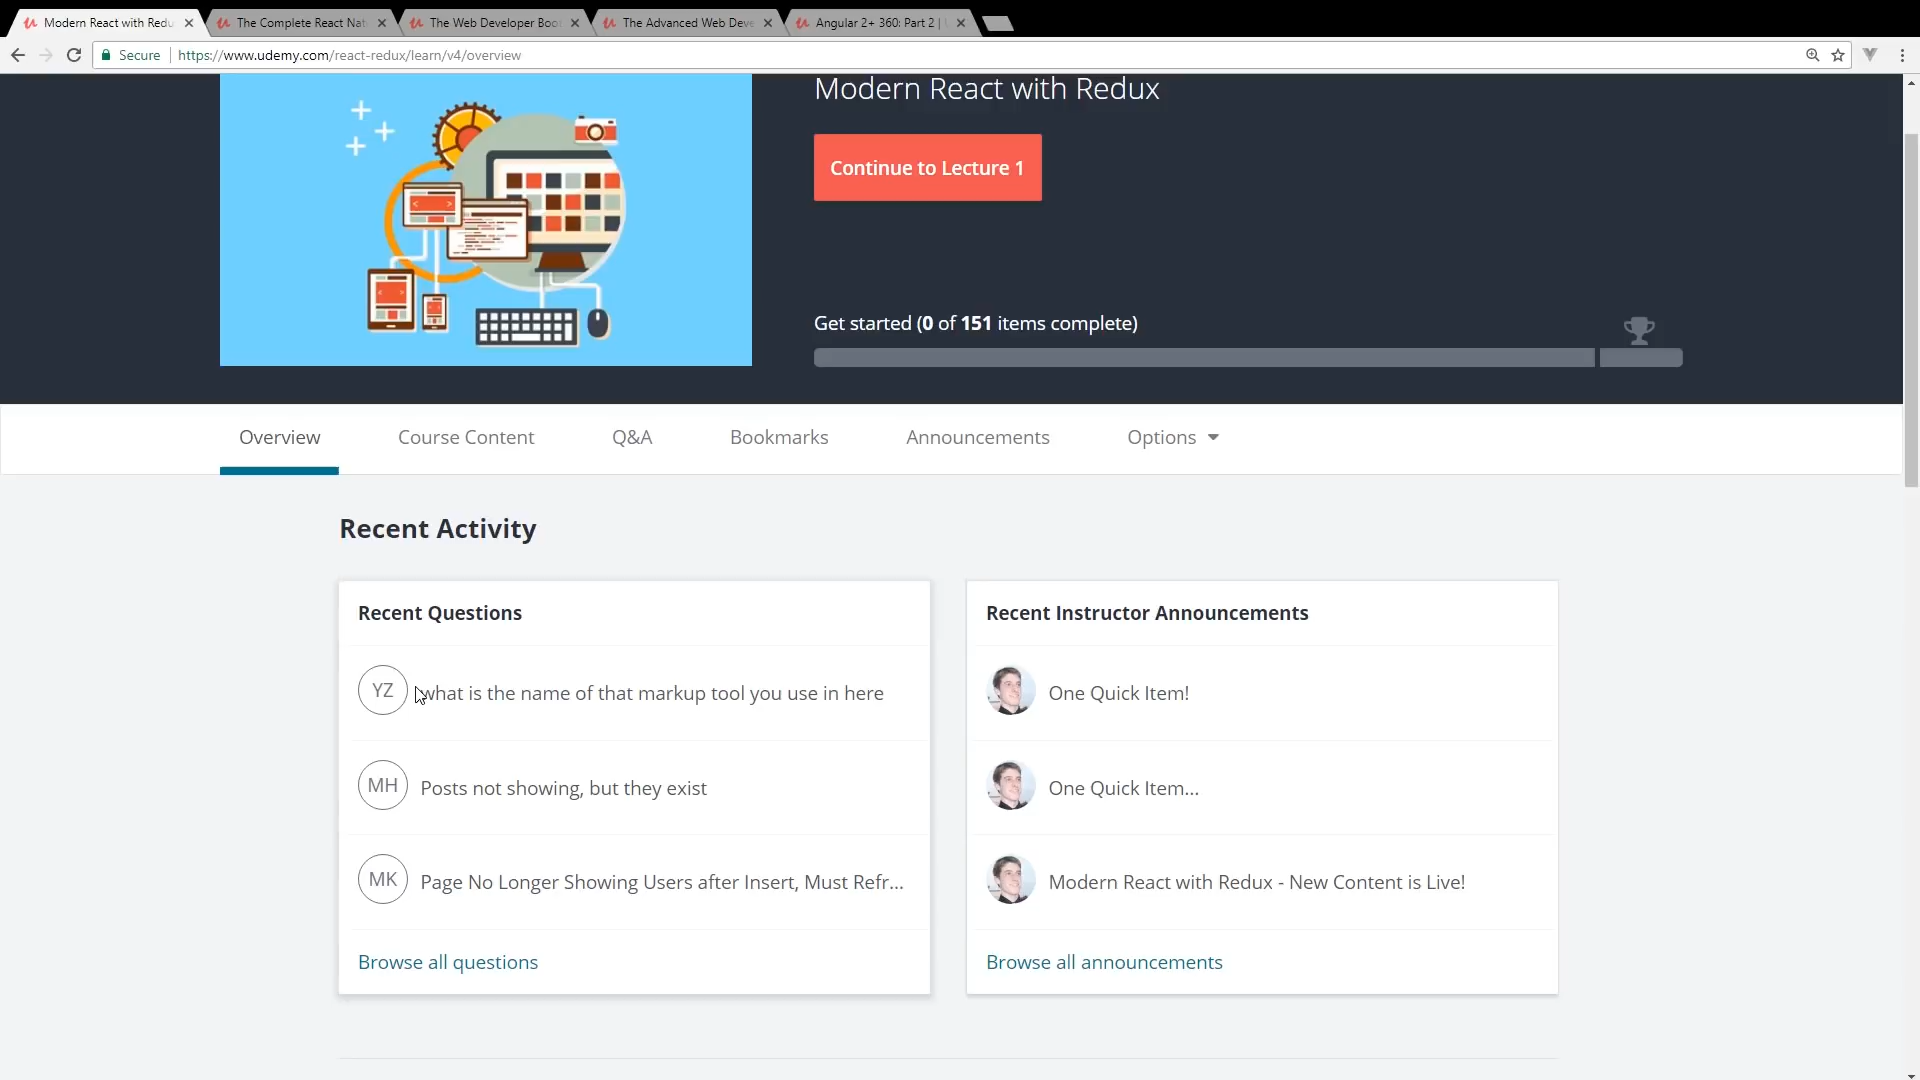 Modern React with Redu
The Complete React Nat
The Web Developer Boo
The Advanced Web Deve
Angular 2+ 360: Part 2 |
Secure
https://www.udemy.com/react-redux/learn/v4/overview
Modern React with Redux
Continue to Lecture 1
Get started (0 of 151 items complete)
Overview
Course Content
Q&A
Bookmarks
Announcements
Options
Recent Activity
Recent Questions
YZ
what is the name of that markup tool you use in here
MH
Posts not showing, but they exist
MK
Page No Longer Showing Users after Insert, Must Refr...
Browse all questions
Recent Instructor Announcements
One Quick Item!
One Quick Item...
Modern React with Redux - New Content is Live!
Browse all announcements